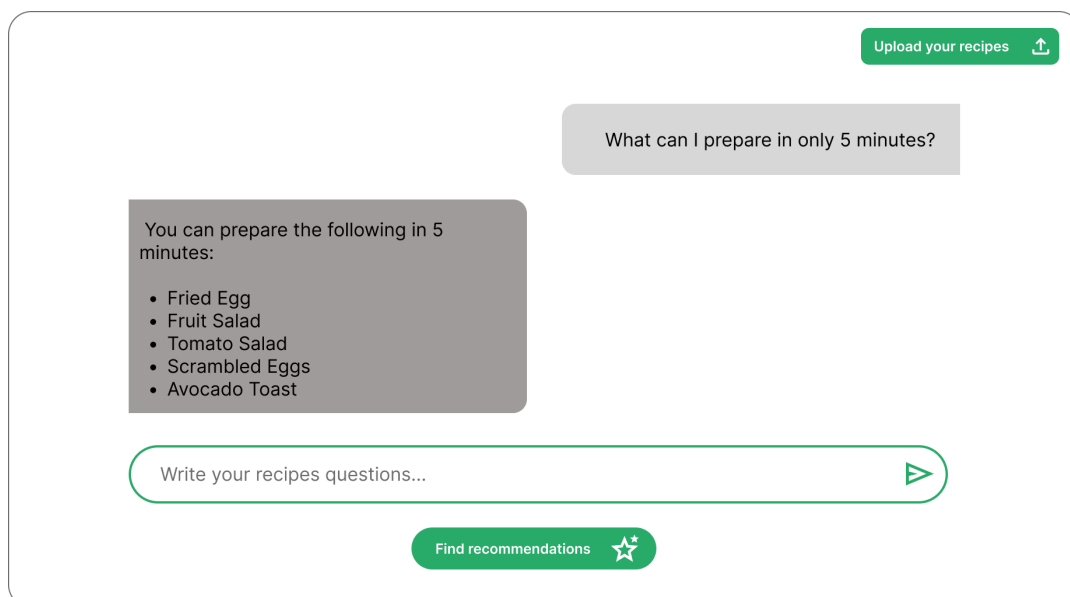 Upload your recipes
What can I prepare in only 5 minutes?
You can prepare the following in 5
minutes:
• Fried Egg
• Fruit Salad
• Tomato Salad
• Scrambled Eggs
• Avocado Toast
Write your recipes questions...
Find recommendations